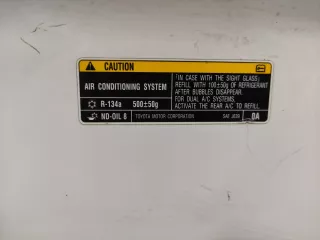 CAUTION
AIR CONDITIONING SYSTEM
R-134a 500±50g
ND-OIL 8 TOYOTA MOTOR CORPORATION
(IN CASE WITH THE SIGHT GLASS)
REFILL WITH 100±50g OF REFRIGERANT
AFTER BUBBLES DISAPPEAR.
FOR DUAL A/C SYSTEMS,
ACTIVATE THE REAR A/C TO REFILL.
SAE J639 0A